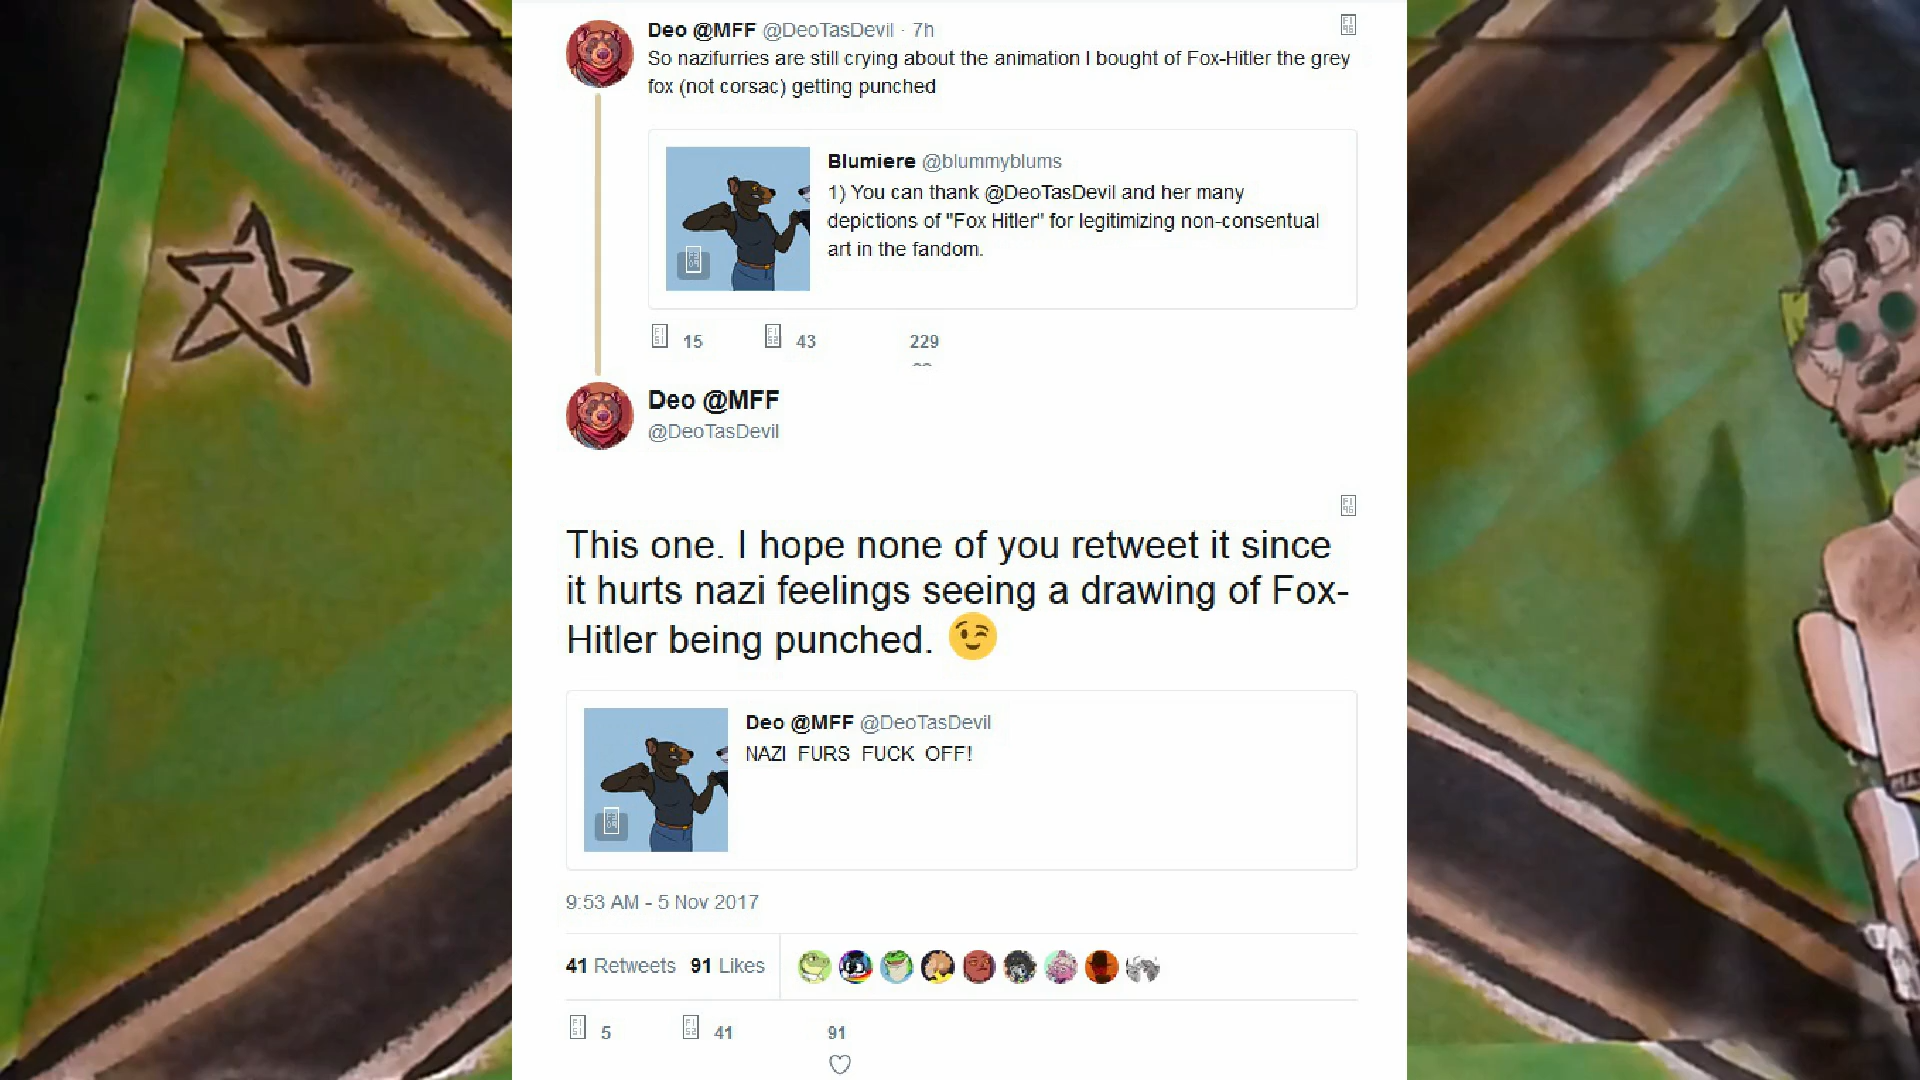 Deo @MFF @DeoTasDevil · 7h
So nazifurries are still crying about the animation I bought of Fox-Hitler the grey
fox (not corsac) getting punched
Blumiere @blummyblums
1) You can thank @DeoTasDevil and her many
depictions of "Fox Hitler" for legitimizing non-consentual
art in the fandom.
15 43 229
Deo @MFF
@DeoTasDevil
This one. I hope none of you retweet it since
it hurts nazi feelings seeing a drawing of Fox-
Hitler being punched. 😉
Deo @MFF @DeoTasDevil
NAZI FURS FUCK OFF!
9:53 AM - 5 Nov 2017
41 Retweets 91 Likes
5 41 91